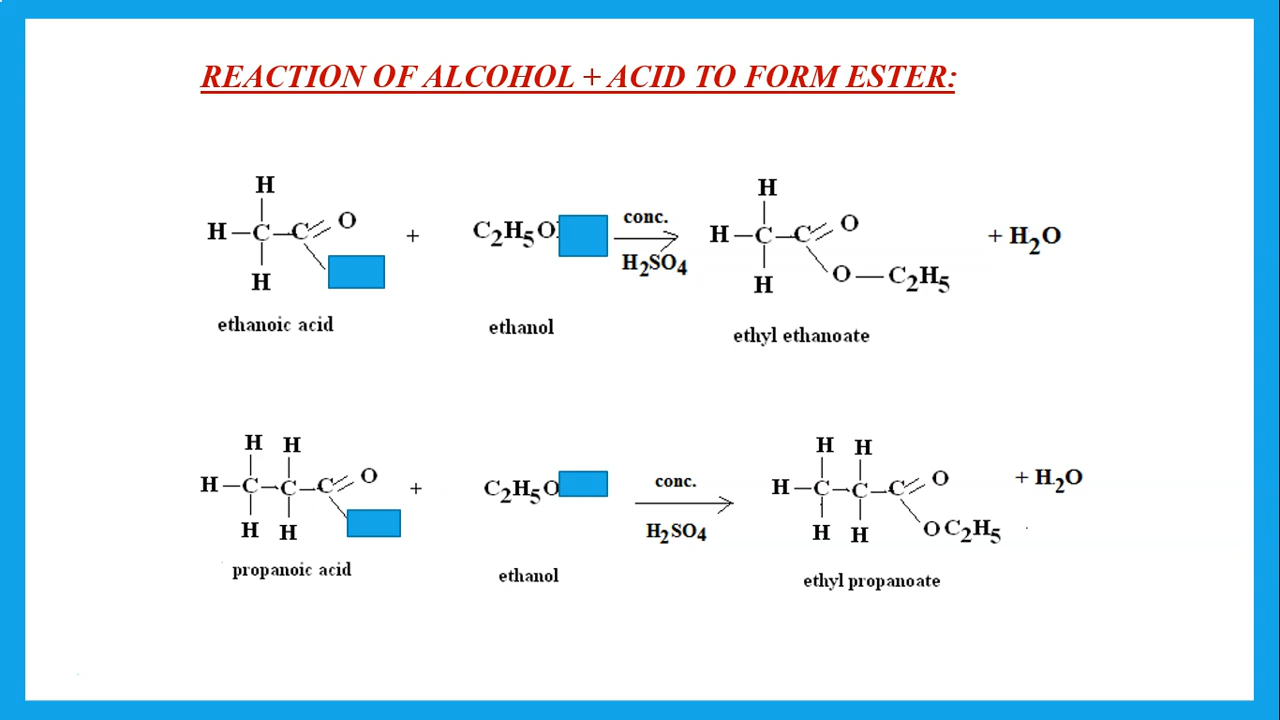 REACTION OF ALCOHOL + ACID TO FORM ESTER:
H
H – C – C = O + C₂H₅O conc. H – C – C = O + H₂O
H₂SO₄
H
O — C₂H₅
H
H
ethanoic acid ethanol ethyl ethanoate
H H
H – C – C – C = O + C₂H₅O conc. H – C – C – C = O + H₂O
H₂SO₄
H H
H H
H H O C₂H₅
propanoic acid ethanol ethyl propanoate